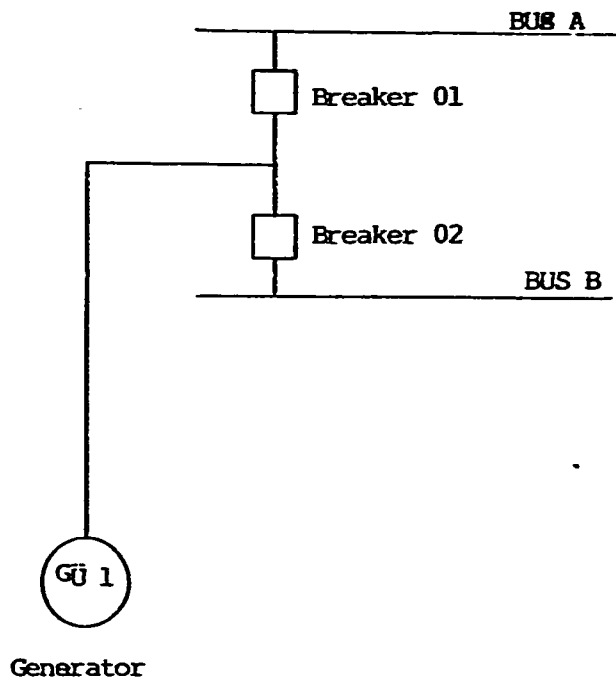 BUS A
Breaker 01
Breaker 02
BUS B
GÜ 1
Generator